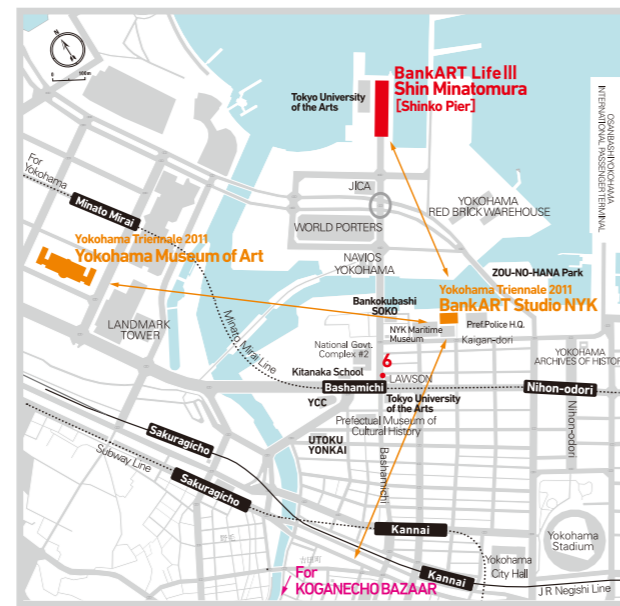 BankART Life III
Shin Minatomura
[Shinko Pier]
Tokyo University
of the Arts
0 100m
OSANBASHI YOKOHAMA
INTERNATIONAL PASSENGER TERMINAL
For
Yokohama
Minato Mirai
JICA
WORLD PORTERS
YOKOHAMA
RED BRICK WAREHOUSE
Yokohama Triennale 2011
Yokohama Museum of Art
NAVIOS
YOKOHAMA
ZOU-NO-HANA Park
Yokohama Triennale 2011
BankART Studio NYK
Bankokubashi
SOKO
NYK Maritime
Museum
Pref.Police H.Q.
Kaigan-dori
LANDMARK
TOWER
Minato Mirai Line
National Govt.
Complex #2
YOKOHAMA
ARCHIVES OF HISTOR
6
Kitanaka School
LAWSON
Bashamichi
Nihon-odori
YCC
Tokyo University
of the Arts
Prefectual Museum of
Cultural History
Nihon-odori
UTOKU
YONKAI
Bashamichi
Sakuragicho
Subway Line
Sakuragicho
Kannai
Yokohama
Stadium
Yokohama
City Hall
Kannai
For
KOGANECHO BAZAAR
JR Negishi Line